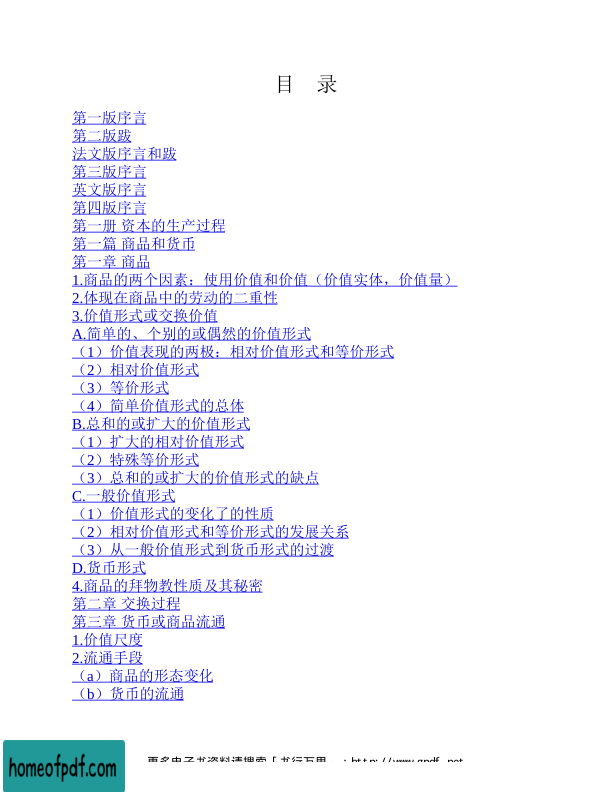 目 录
第一版序言
第二版跋
法文版序言和跋
第三版序言
英文版序言
第四版序言
第一册 资本的生产过程
第一篇 商品和货币
第一章 商品
1.商品的两个因素：使用价值和价值（价值实体，价值量）
2.体现在商品中的劳动的二重性
3.价值形式或交换价值
A.简单的、个别的或偶然的价值形式
（1）价值表现的两极：相对价值形式和等价形式
（2）相对价值形式
（3）等价形式
（4）简单价值形式的总体
B.总和的或扩大的价值形式
（1）扩大的相对价值形式
（2）特殊等价形式
（3）总和的或扩大的价值形式的缺点
C.一般价值形式
（1）价值形式的变化了的性质
（2）相对价值形式和等价形式的发展关系
（3）从一般价值形式到货币形式的过渡
D.货币形式
4.商品的拜物教性质及其秘密
第二章 交换过程
第三章 货币或商品流通
1.价值尺度
2.流通手段
（a）商品的形态变化
（b）货币的流通
更多电子书资料请搜索「书行万里
homeofpdf.com